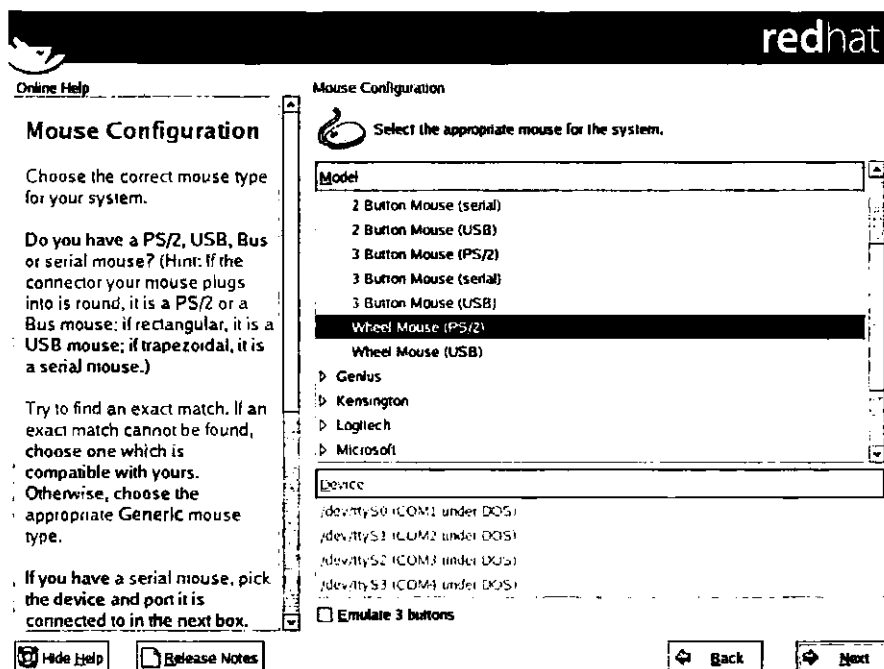 redhat
Online Help
Mouse Configuration
Choose the correct mouse type
for your system.
Do you have a PS/2, USB, Bus
or serial mouse? (Hint: If the
connector your mouse plugs
into is round, it is a PS/2 or a
Bus mouse; if rectangular, it is a
USB mouse; if trapezoidal, it is
a serial mouse.)
Try to find an exact match. If an
exact match cannot be found,
choose one which is
compatible with yours.
Otherwise, choose the
appropriate Generic mouse
type.
If you have a serial mouse, pick
the device and port it is
connected to in the next box.
Mouse Configuration
Select the appropriate mouse for the system.
Model
2 Button Mouse (serial)
2 Button Mouse (USB)
3 Button Mouse (PS/2)
3 Button Mouse (serial)
3 Button Mouse (USB)
Wheel Mouse (PS/2)
Wheel Mouse (USB)
Genius
Kensington
Logitech
Microsoft
Device
/dev/ttyS0 (COM1 under DOS)
/dev/ttyS1 (COM2 under DOS)
/dev/ttyS2 (COM3 under DOS)
/dev/ttyS3 (COM4 under DOS)
Emulate 3 buttons
Hide Help
Release Notes
Back
Next